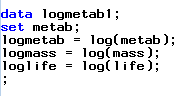 data logmetab1;
set metab;
logmetab = log(metab);
logmass = log(mass);
loglife = log(life);
;